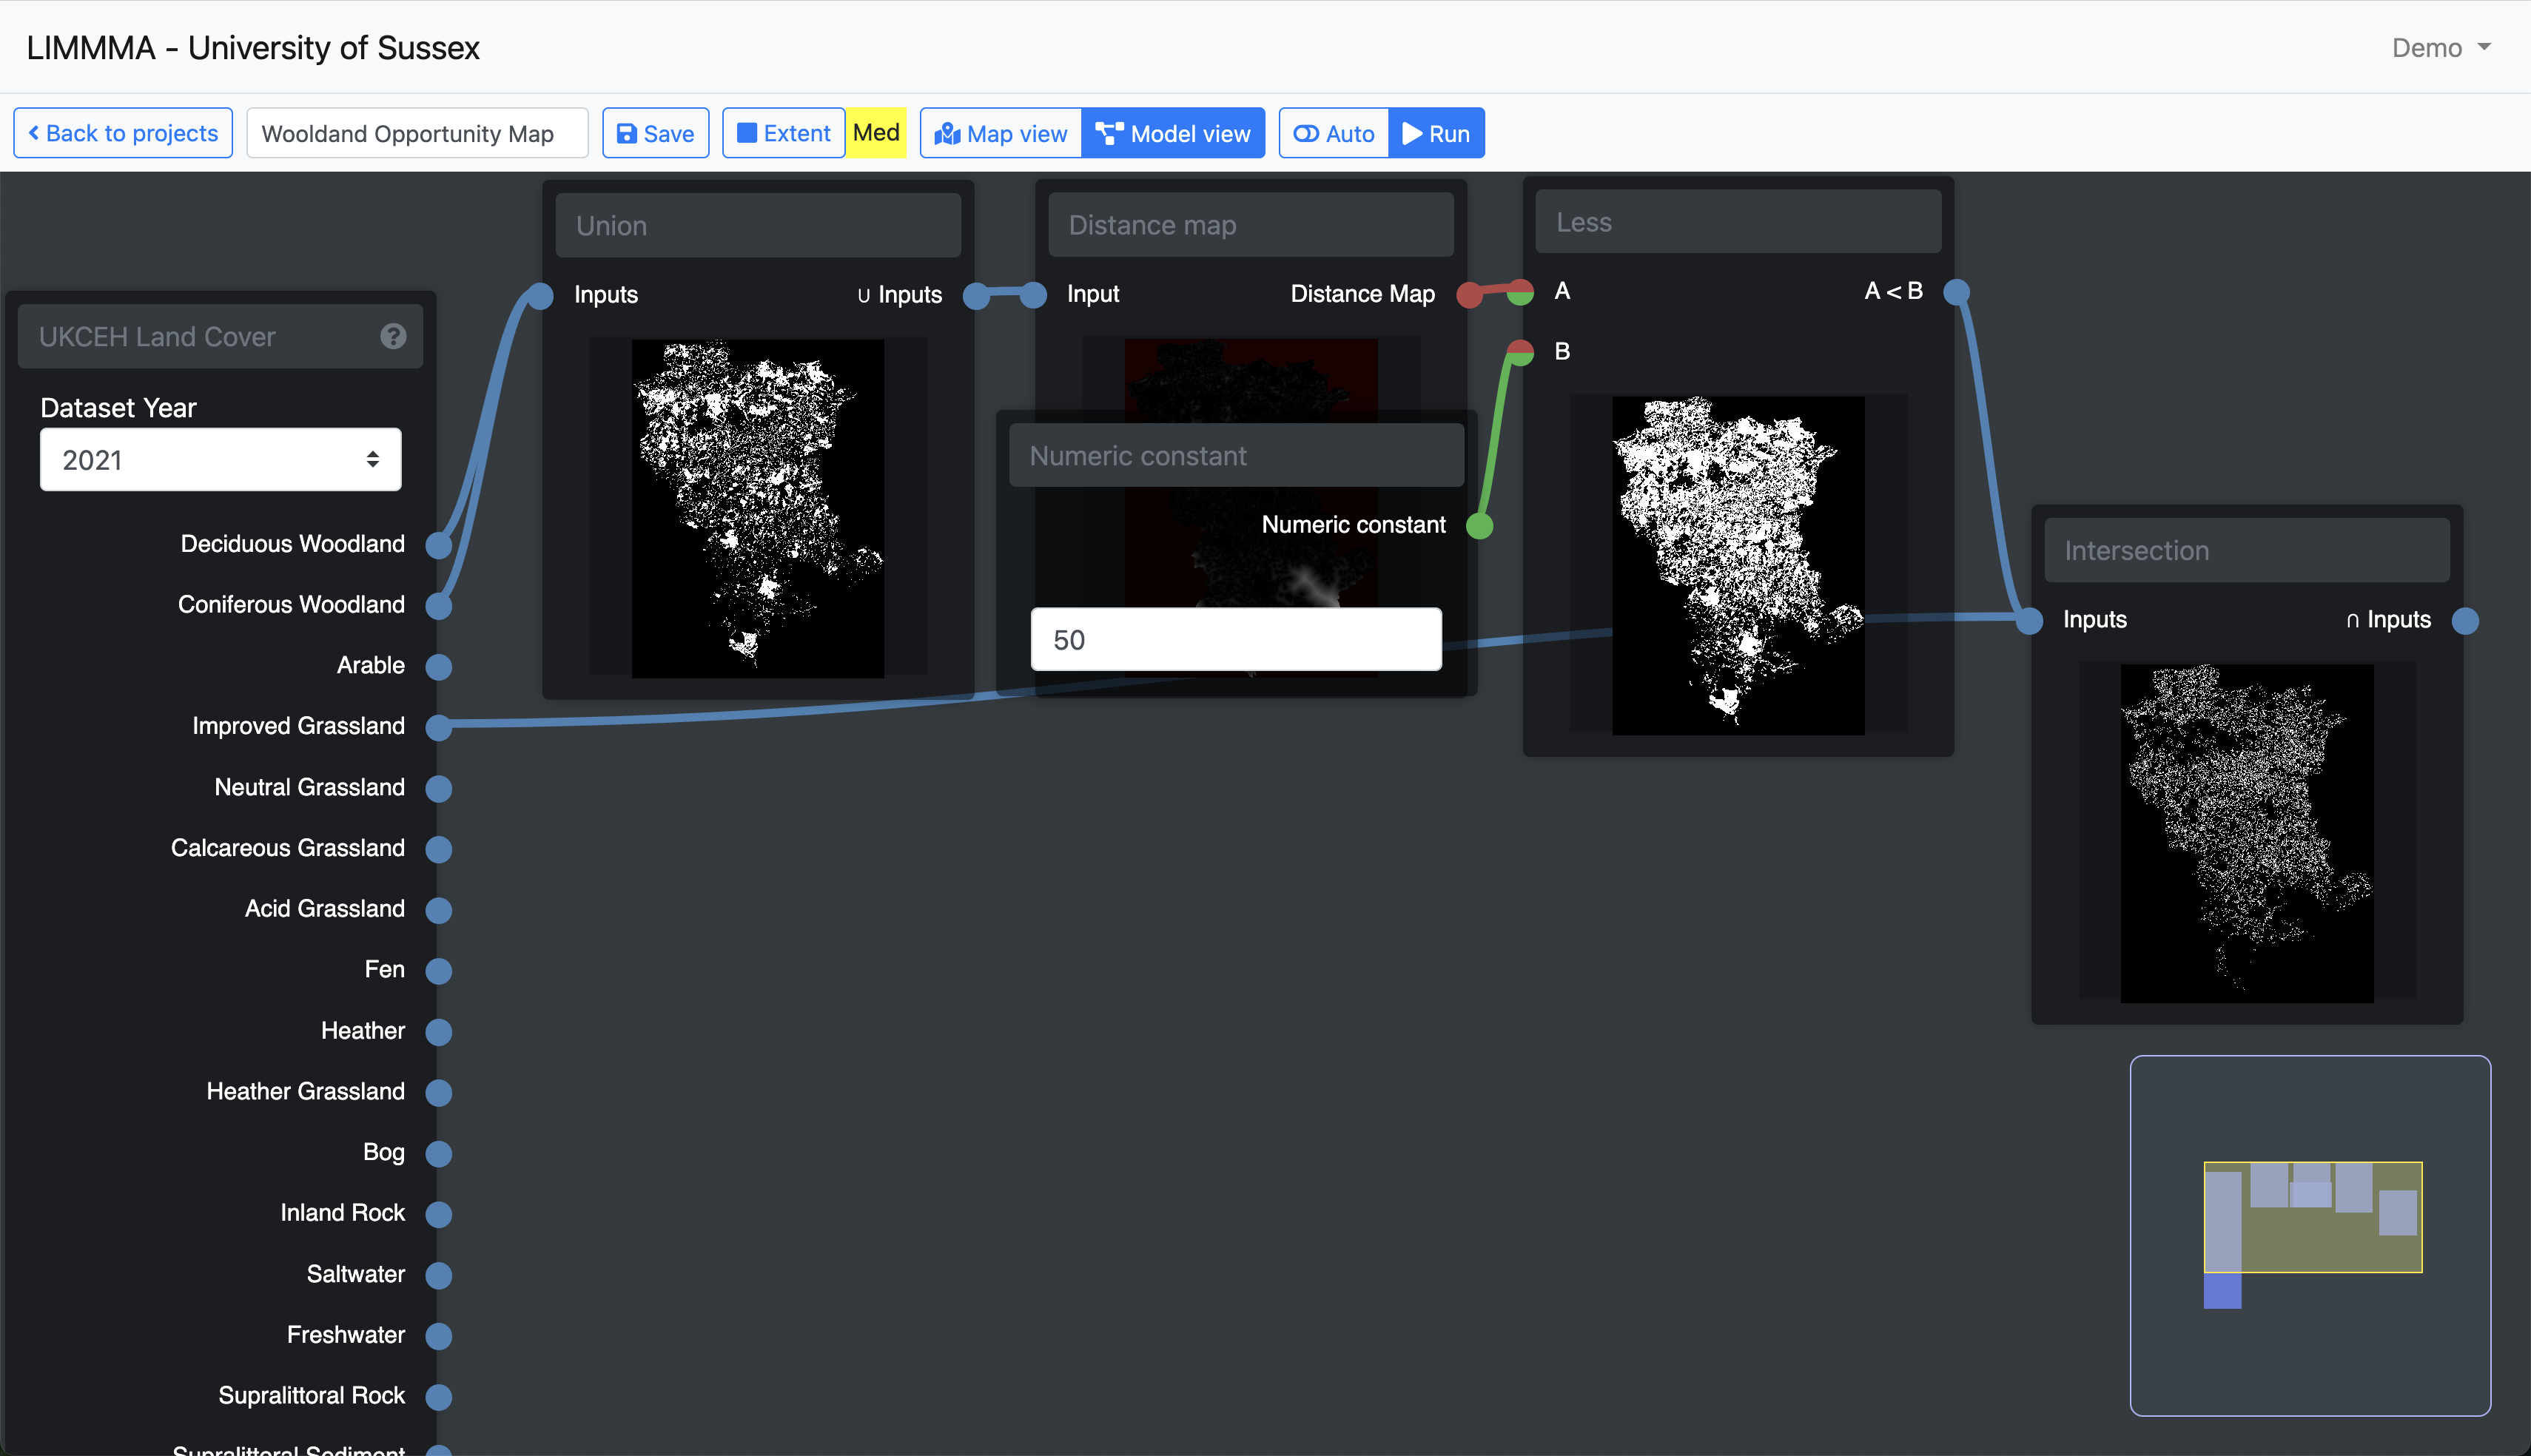 LIMMMA - University of Sussex
Demo
Back to projects
Wooldand Opportunity Map
Save
Extent
Med
Map view
Model view
Auto
Run
UKCEH Land Cover
?
Dataset Year
2021
Deciduous Woodland
Coniferous Woodland
Arable
Improved Grassland
Neutral Grassland
Calcareous Grassland
Acid Grassland
Fen
Heather
Heather Grassland
Bog
Inland Rock
Saltwater
Freshwater
Supralittoral Rock
Supralittoral Sediment
Union
Inputs
∪ Inputs
Distance map
Input
Distance Map
Numeric constant
Numeric constant
50
Less
A
A < B
B
Intersection
Inputs
∩ Inputs